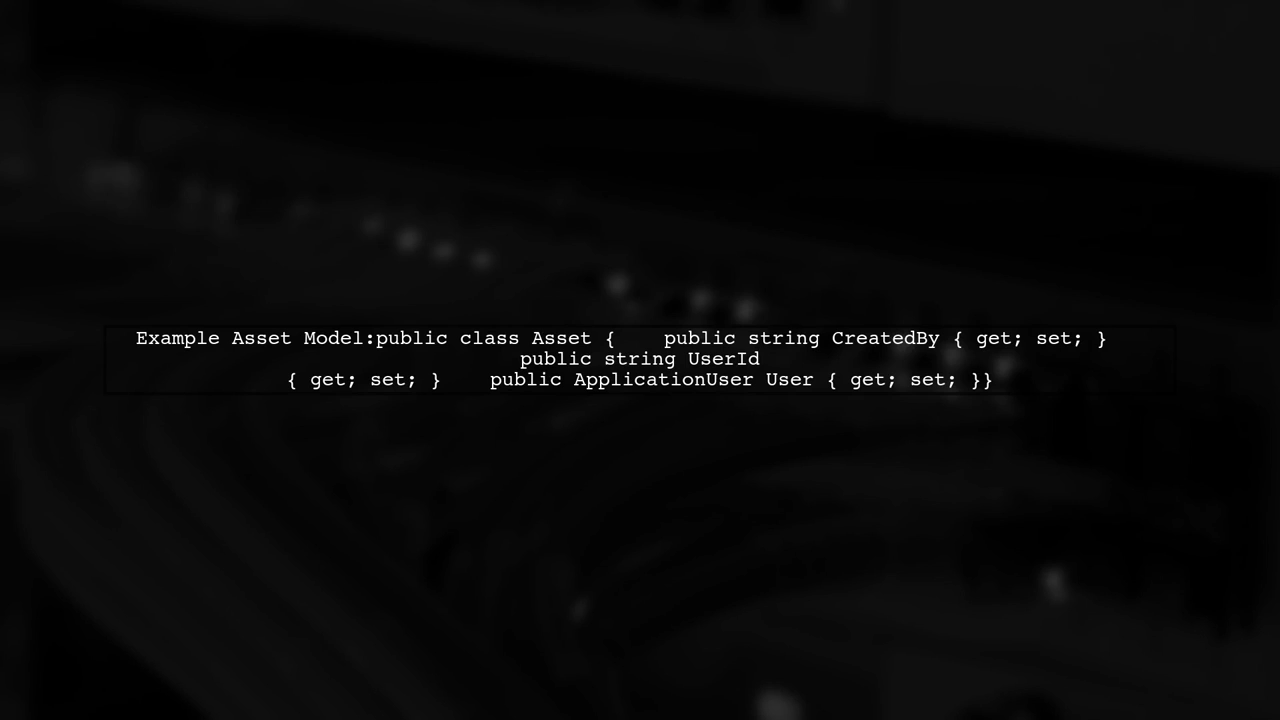 Example Asset Model:public class Asset {    public string CreatedBy { get; set; }
public string UserId
{ get; set; }    public ApplicationUser User { get; set; }}